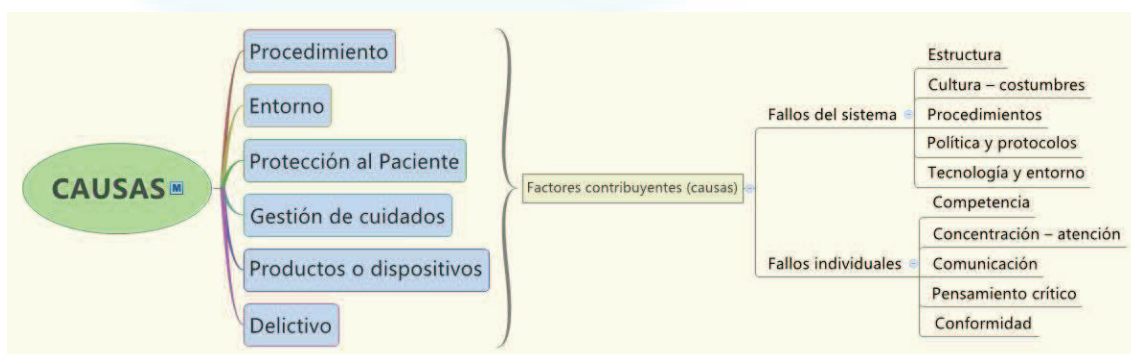 CAUSAS
Procedimiento
Entorno
Protección al Paciente
Gestión de cuidados
Productos o dispositivos
Delictivo
Factores contribuyentes (causas)
Fallos del sistema
Estructura
Cultura – costumbres
Procedimientos
Política y protocolos
Tecnología y entorno
Fallos individuales
Competencia
Concentración – atención
Comunicación
Pensamiento crítico
Conformidad